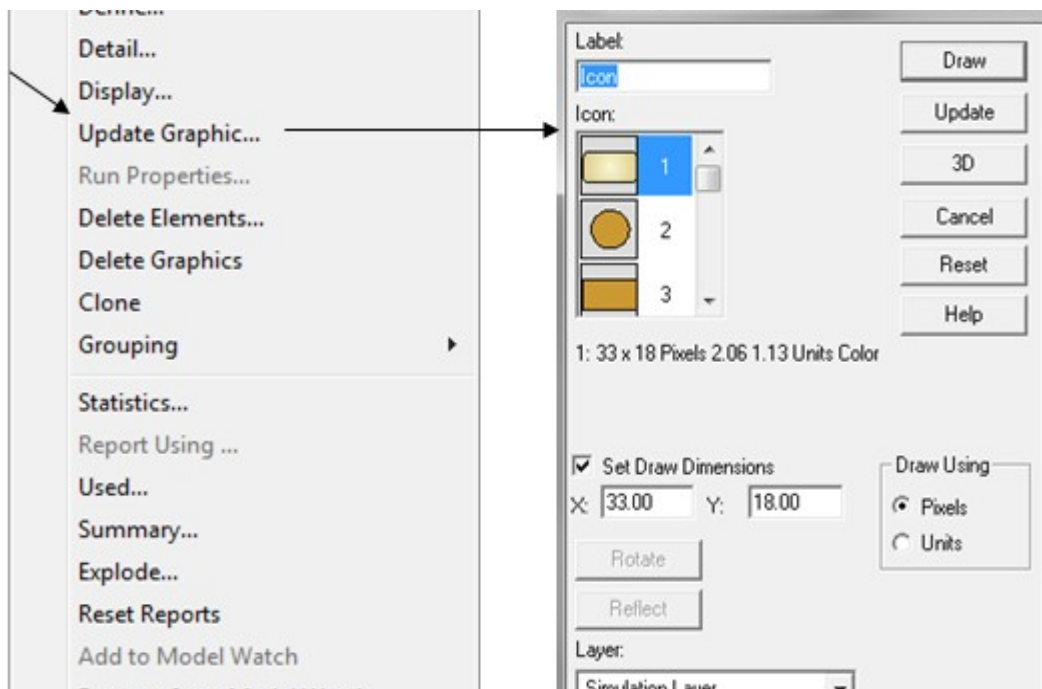 Define...
Detail...
Display...
Update Graphic...
Run Properties...
Delete Elements...
Delete Graphics
Clone
Grouping
Statistics...
Report Using ...
Used...
Summary...
Explode...
Reset Reports
Add to Model Watch
Label:
Icon
Draw
Icon:
Update
1
3D
2
Cancel
Reset
3
Help
1: 33 x 18 Pixels 2.06 1.13 Units Color
Set Draw Dimensions
Draw Using
X: 33.00 Y: 18.00
Pixels
Units
Rotate
Reflect
Layer:
Simulation Layer